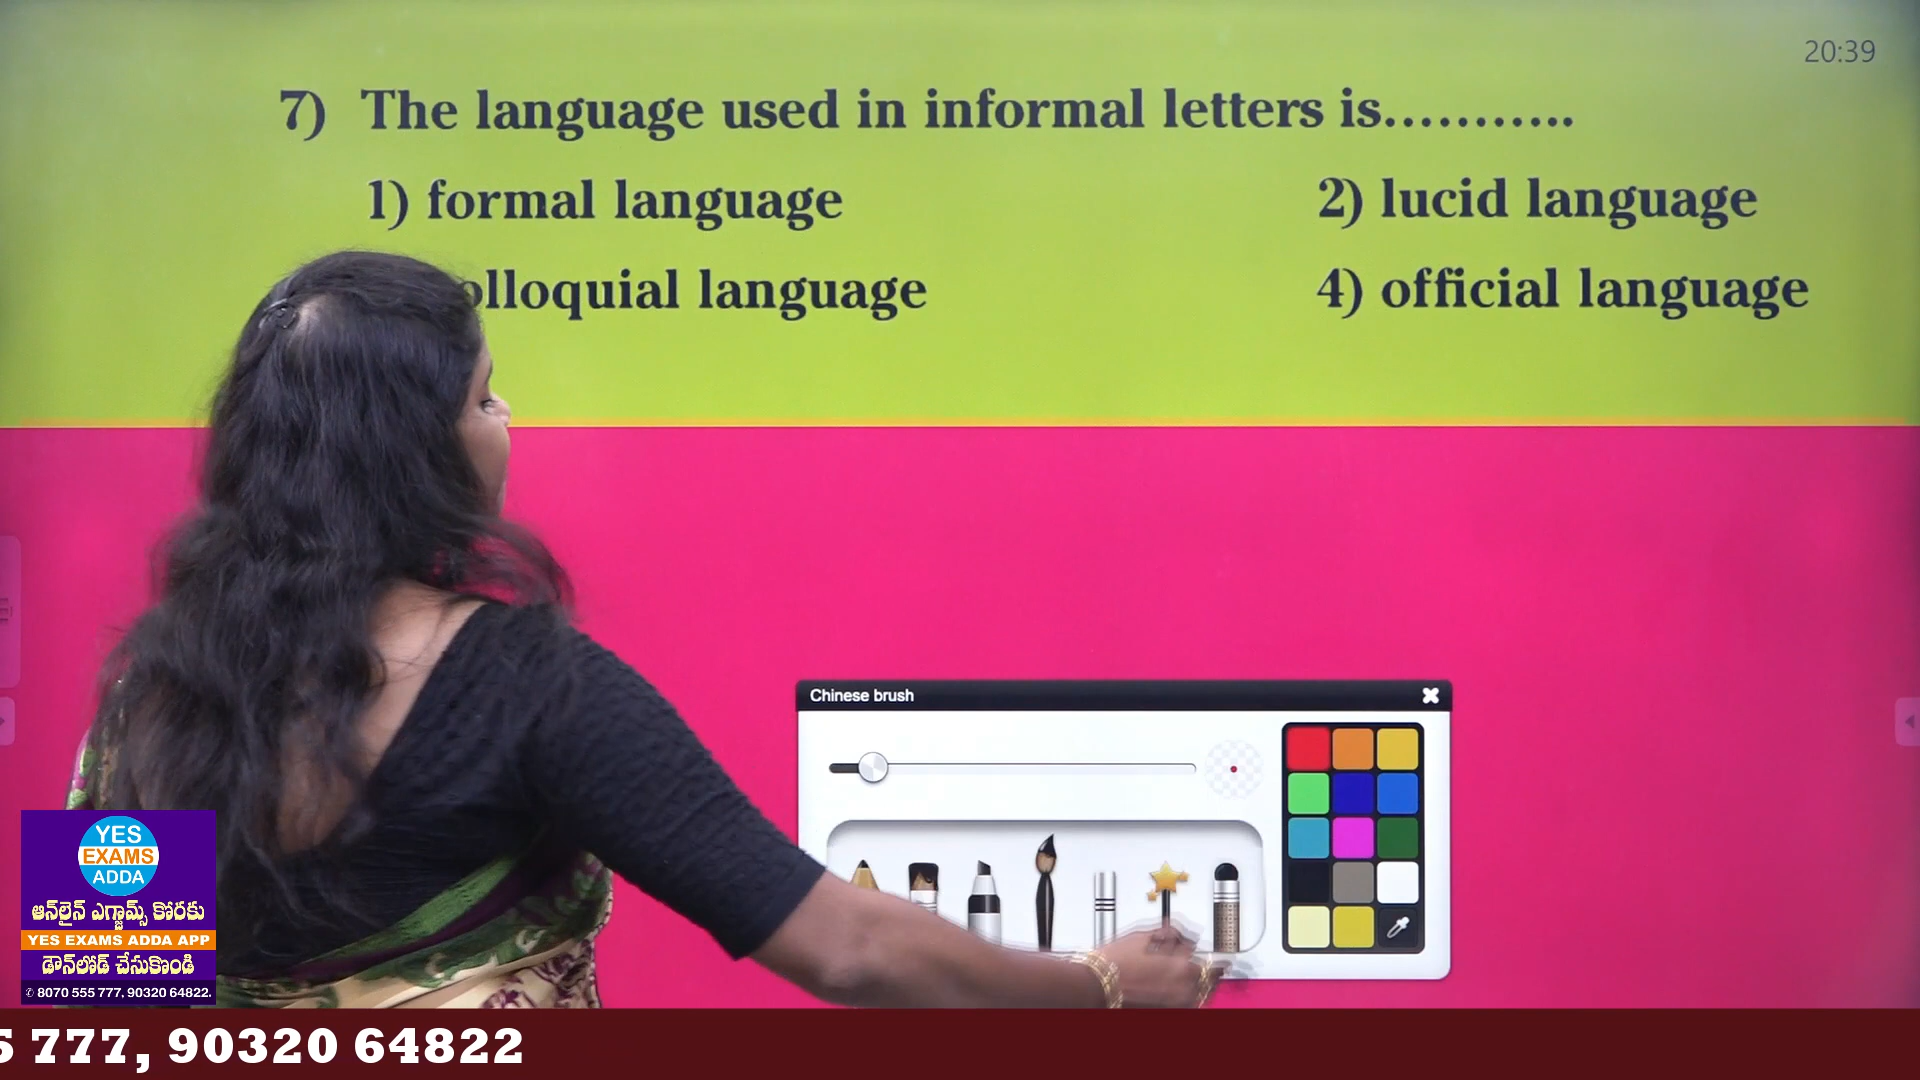 20:39
7) The language used in informal letters is...........
1) formal language
2) lucid language
olloquial language
4) official language
Chinese brush
YES
EXAMS
ADDA
ఆన్‌లైన్ ఎగ్జామ్స్ కొరకు
YES EXAMS ADDA APP
డౌన్‌లోడ్ చేసుకొండి
✆ 8070 555 777, 90320 64822.
5 777, 90320 64822